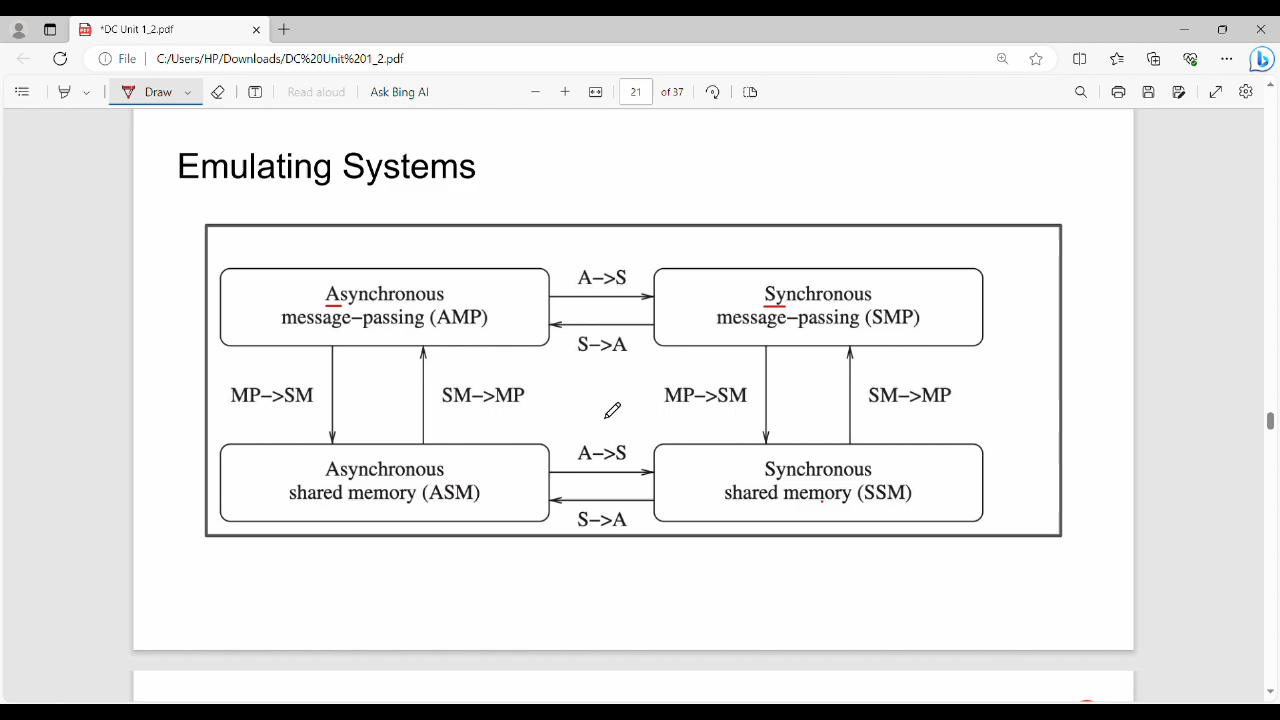 *DC Unit 1_2.pdf
File
C:/Users/HP/Downloads/DC%20Unit%201_2.pdf
Draw
Read aloud
Ask Bing AI
21
of 37
Emulating Systems
Asynchronous
message-passing (AMP)
A->S
S->A
Synchronous
message-passing (SMP)
MP->SM
SM->MP
MP->SM
SM->MP
Asynchronous
shared memory (ASM)
A->S
S->A
Synchronous
shared memory (SSM)